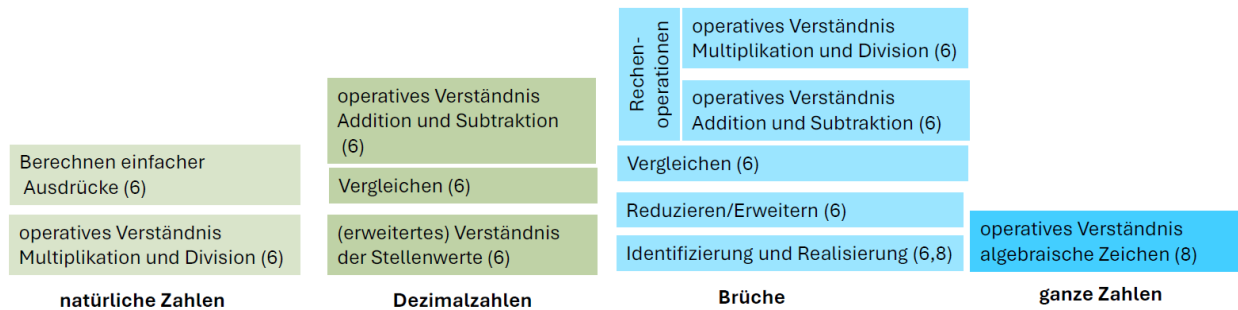 Berechnen einfacher
Ausdrücke (6)
operatives Verständnis
Multiplikation und Division (6)
natürliche Zahlen
operatives Verständnis
Addition und Subtraktion
(6)
Vergleichen (6)
(erweitertes) Verständnis
der Stellenwerte (6)
Dezimalzahlen
Rechen-
operationen
operatives Verständnis
Multiplikation und Division (6)
operatives Verständnis
Addition und Subtraktion (6)
Vergleichen (6)
Reduzieren/Erweitern (6)
Identifizierung und Realisierung (6,8)
Brüche
operatives Verständnis
algebraische Zeichen (8)
ganze Zahlen